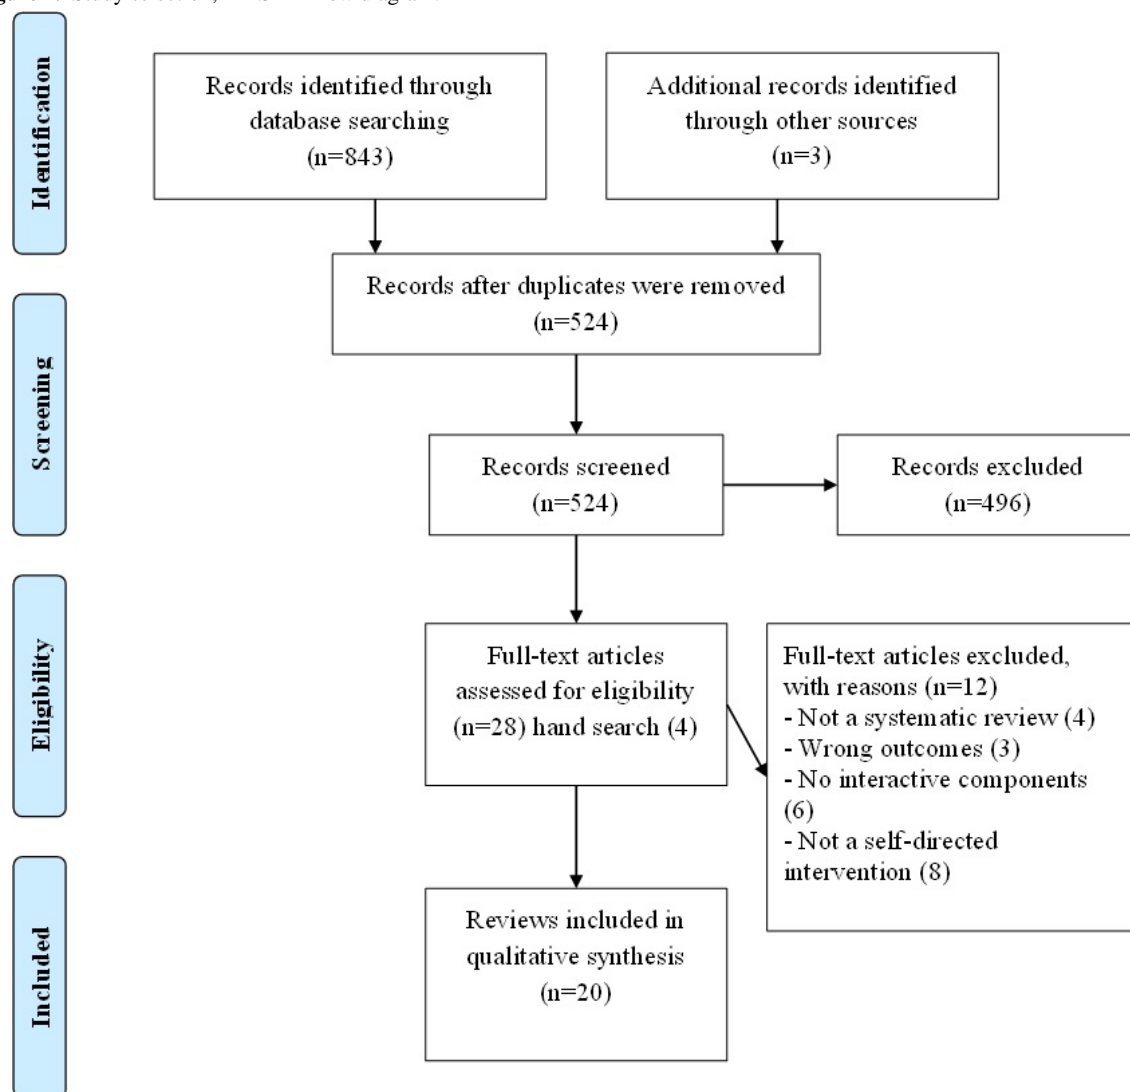 Identification
Records identified through
database searching
(n=843)
Additional records identified
through other sources
(n=3)
Records after duplicates were removed
(n=524)
Screening
Records screened
(n=524)
Records excluded
(n=496)
Eligibility
Full-text articles
assessed for eligibility
(n=28) hand search (4)
Full-text articles excluded,
with reasons (n=12)
- Not a systematic review (4)
- Wrong outcomes (3)
- No interactive components
(6)
- Not a self-directed
intervention (8)
Included
Reviews included in
qualitative synthesis
(n=20)